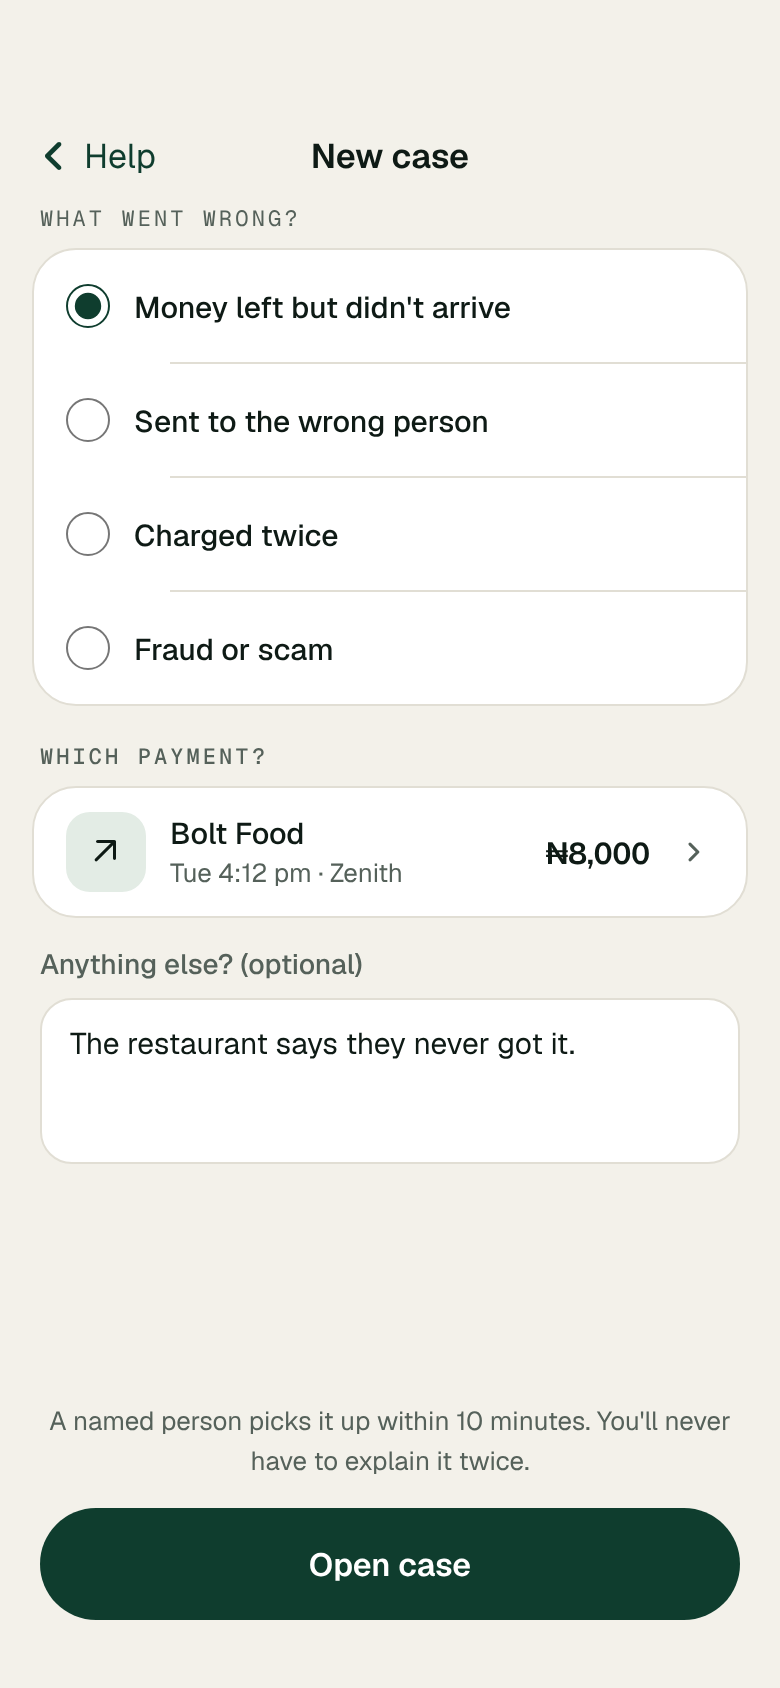 Help
New case
WHAT WENT WRONG?
Money left but didn't arrive
Sent to the wrong person
Charged twice
Fraud or scam
WHICH PAYMENT?
Bolt Food
Tue 4:12 pm · Zenith
₦8,000
Anything else? (optional)
The restaurant says they never got it.
A named person picks it up within 10 minutes. You'll never
have to explain it twice.
Open case